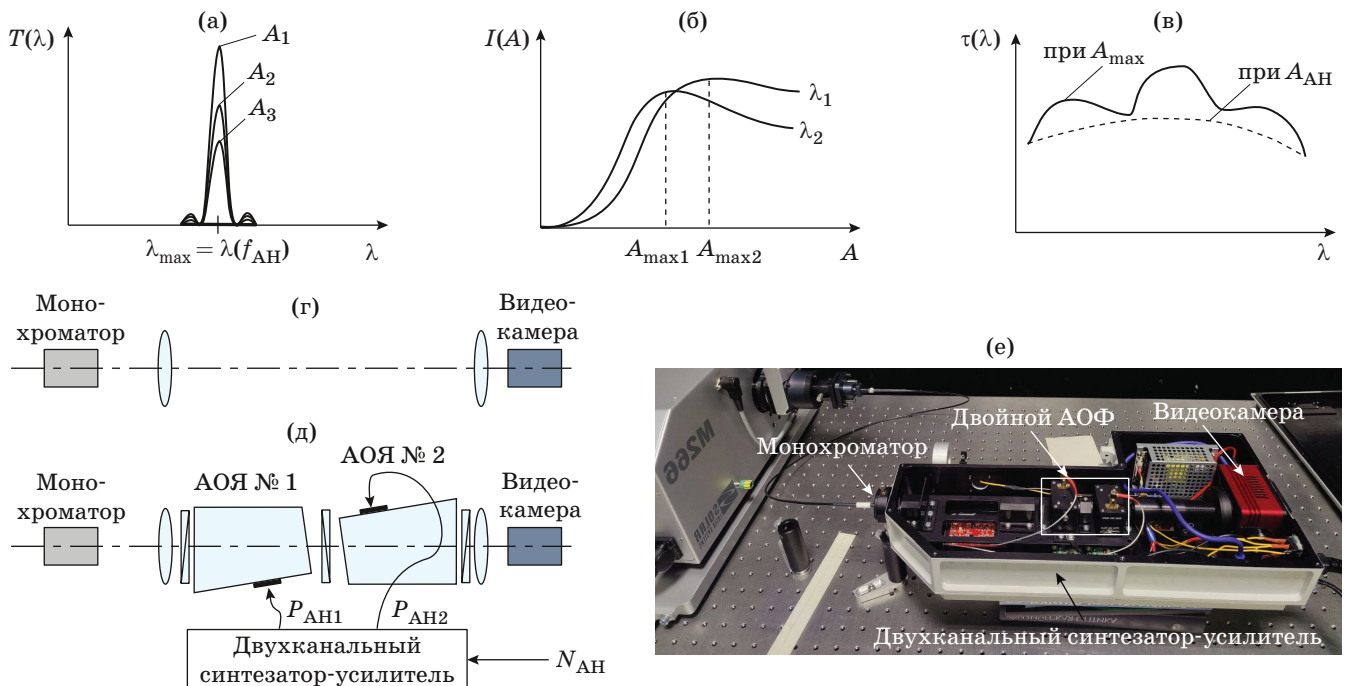 (а)
T(λ)
A₁
A₂
A₃
λmax = λ(fАН)
λ
(б)
I(A)
λ₁
λ₂
Amax1
Amax2
A
(в)
τ(λ)
при Amax
при AАН
λ
(г)
Моно-
хроматор
Видео-
камера
(д)
Моно-
хроматор
АОЯ № 1
АОЯ № 2
Видео-
камера
PАН1
PАН2
Двухканальный
синтезатор-усилитель
NАН
(е)
Двойной АОФ
Видеокамера
Монохроматор
M266
SOLAR
Двухканальный синтезатор-усилитель